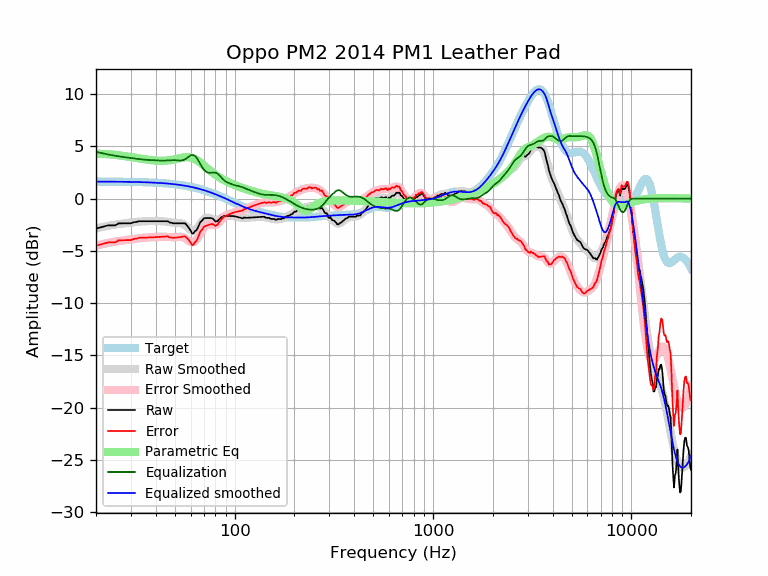 Oppo PM2 2014 PM1 Leather Pad
Amplitude (dBr)
10
5
0
−5
−10
−15
−20
−25
−30
Target
Raw Smoothed
Error Smoothed
Raw
Error
Parametric Eq
Equalization
Equalized smoothed
100 1000 10000
Frequency (Hz)